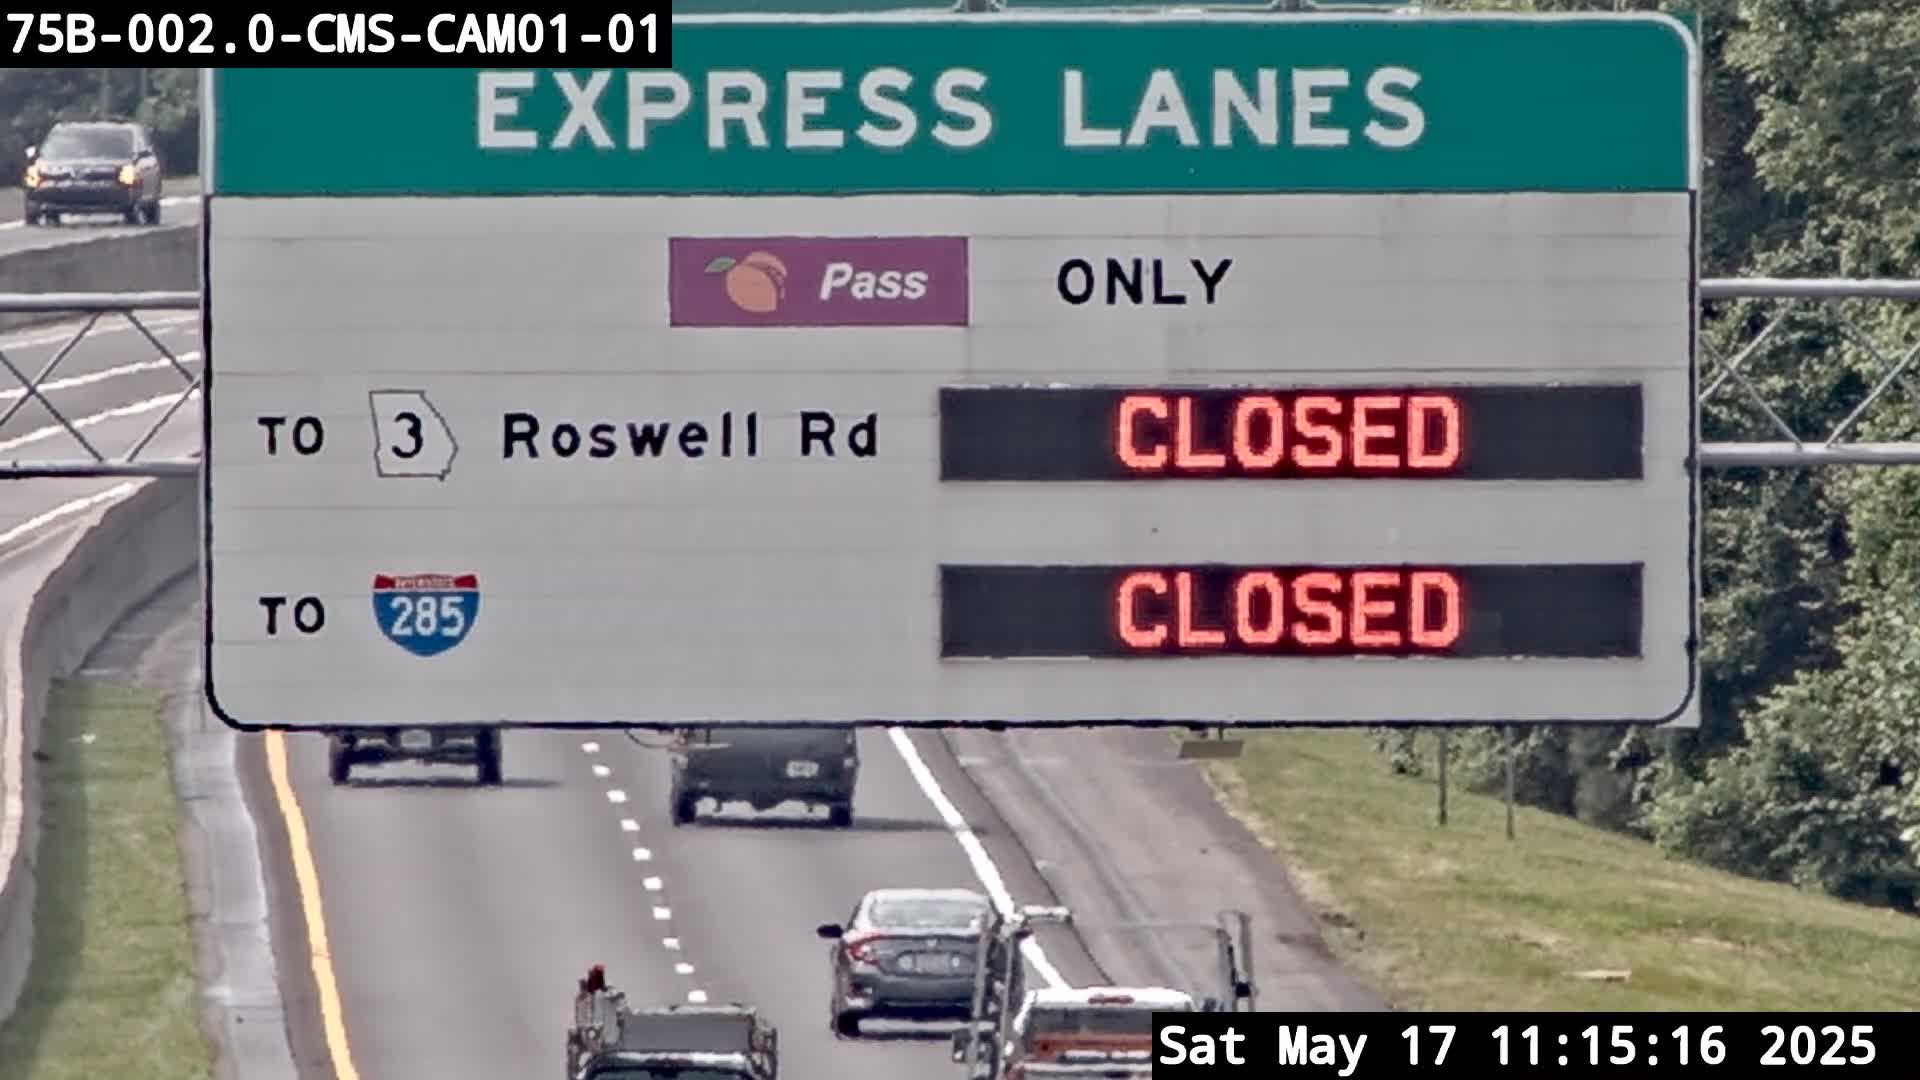 75B-002.0-CMS-CAM01-01
EXPRESS LANES
Pass ONLY
TO 3 Roswell Rd CLOSED
TO INTERSTATE 285 CLOSED
Sat May 17 11:15:16 2025